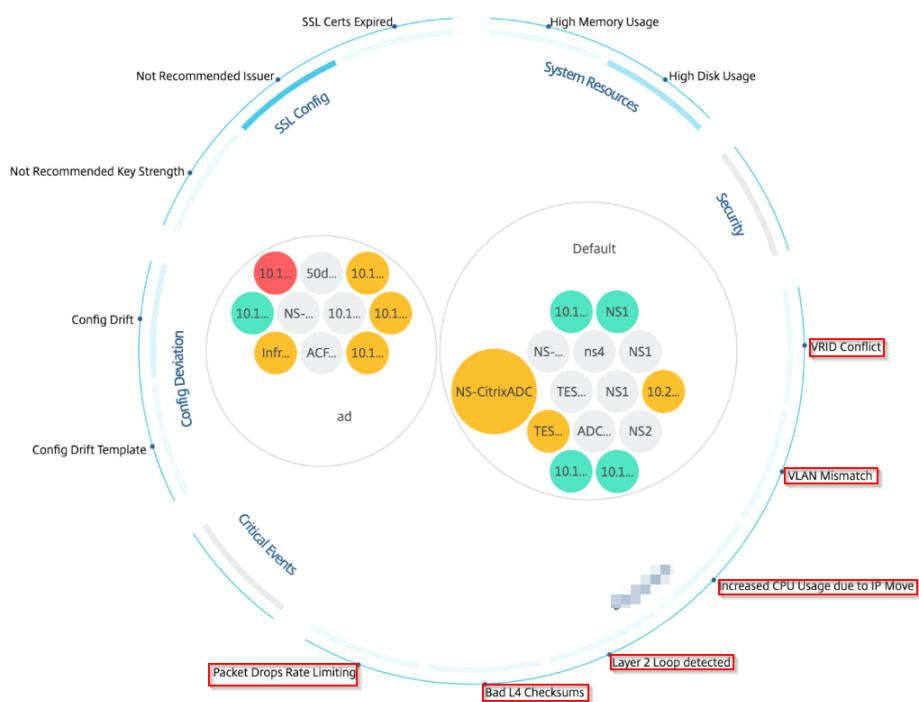 SSL Certs Expired
High Memory Usage
Not Recommended Issuer
High Disk Usage
SSL Config
System Resources
Not Recommended Key Strength
Security
Default
10.1...
50d...
10.1...
10.1...
NS-...
10.1...
10.1...
Infr...
ACF...
10.1...
ad
10.1...
NS1
NS-...
ns4
NS1
NS-CitrixADC
TES...
NS1
10.2...
TES...
ADC...
NS2
10.1...
10.1...
Config Drift
Config Deviation
Config Drift Template
VRID Conflict
VLAN Mismatch
Critical Events
Increased CPU Usage due to IP Move
Layer 2 Loop detected
Packet Drops Rate Limiting
Bad L4 Checksums